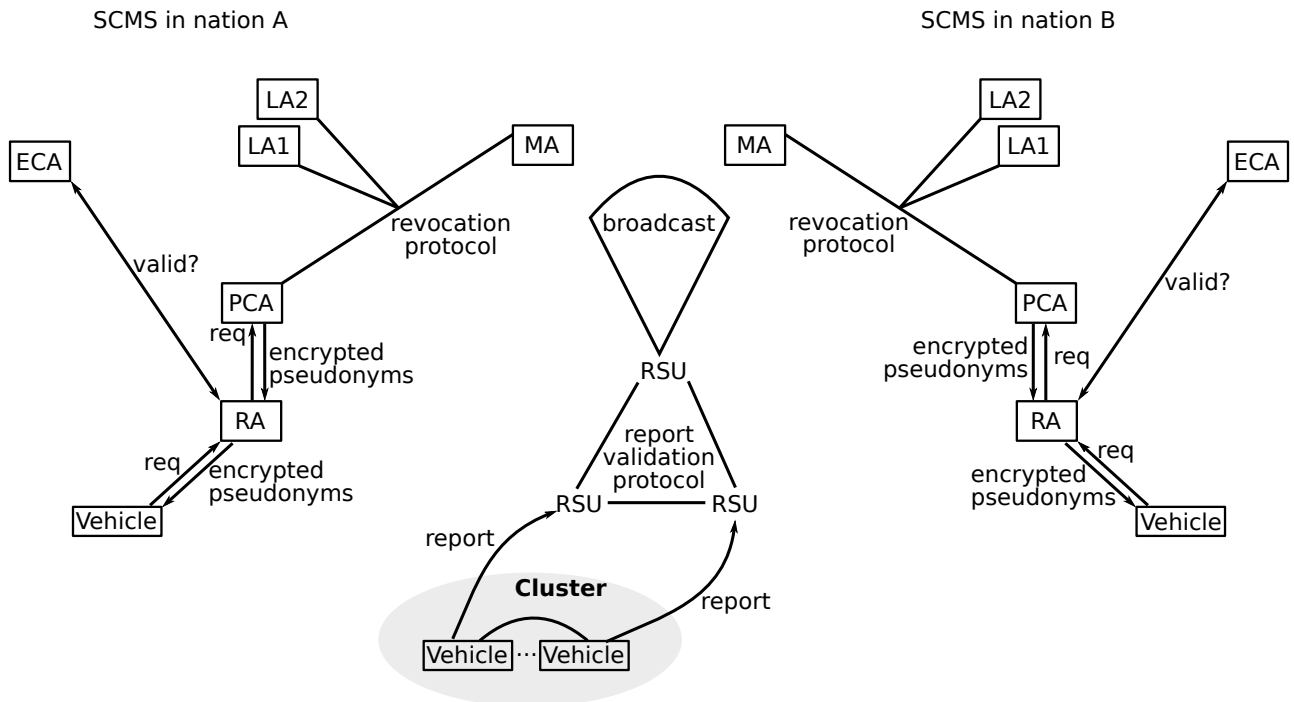 SCMS in nation A
SCMS in nation B
LA2
LA1
MA
ECA
revocation
protocol
valid?
PCA
req
encrypted
pseudonyms
RA
req
encrypted
pseudonyms
Vehicle
broadcast
RSU
report
validation
protocol
RSU
RSU
report
report
Cluster
Vehicle
...
Vehicle
LA2
LA1
MA
ECA
revocation
protocol
valid?
PCA
encrypted
pseudonyms
req
RA
req
encrypted
pseudonyms
Vehicle